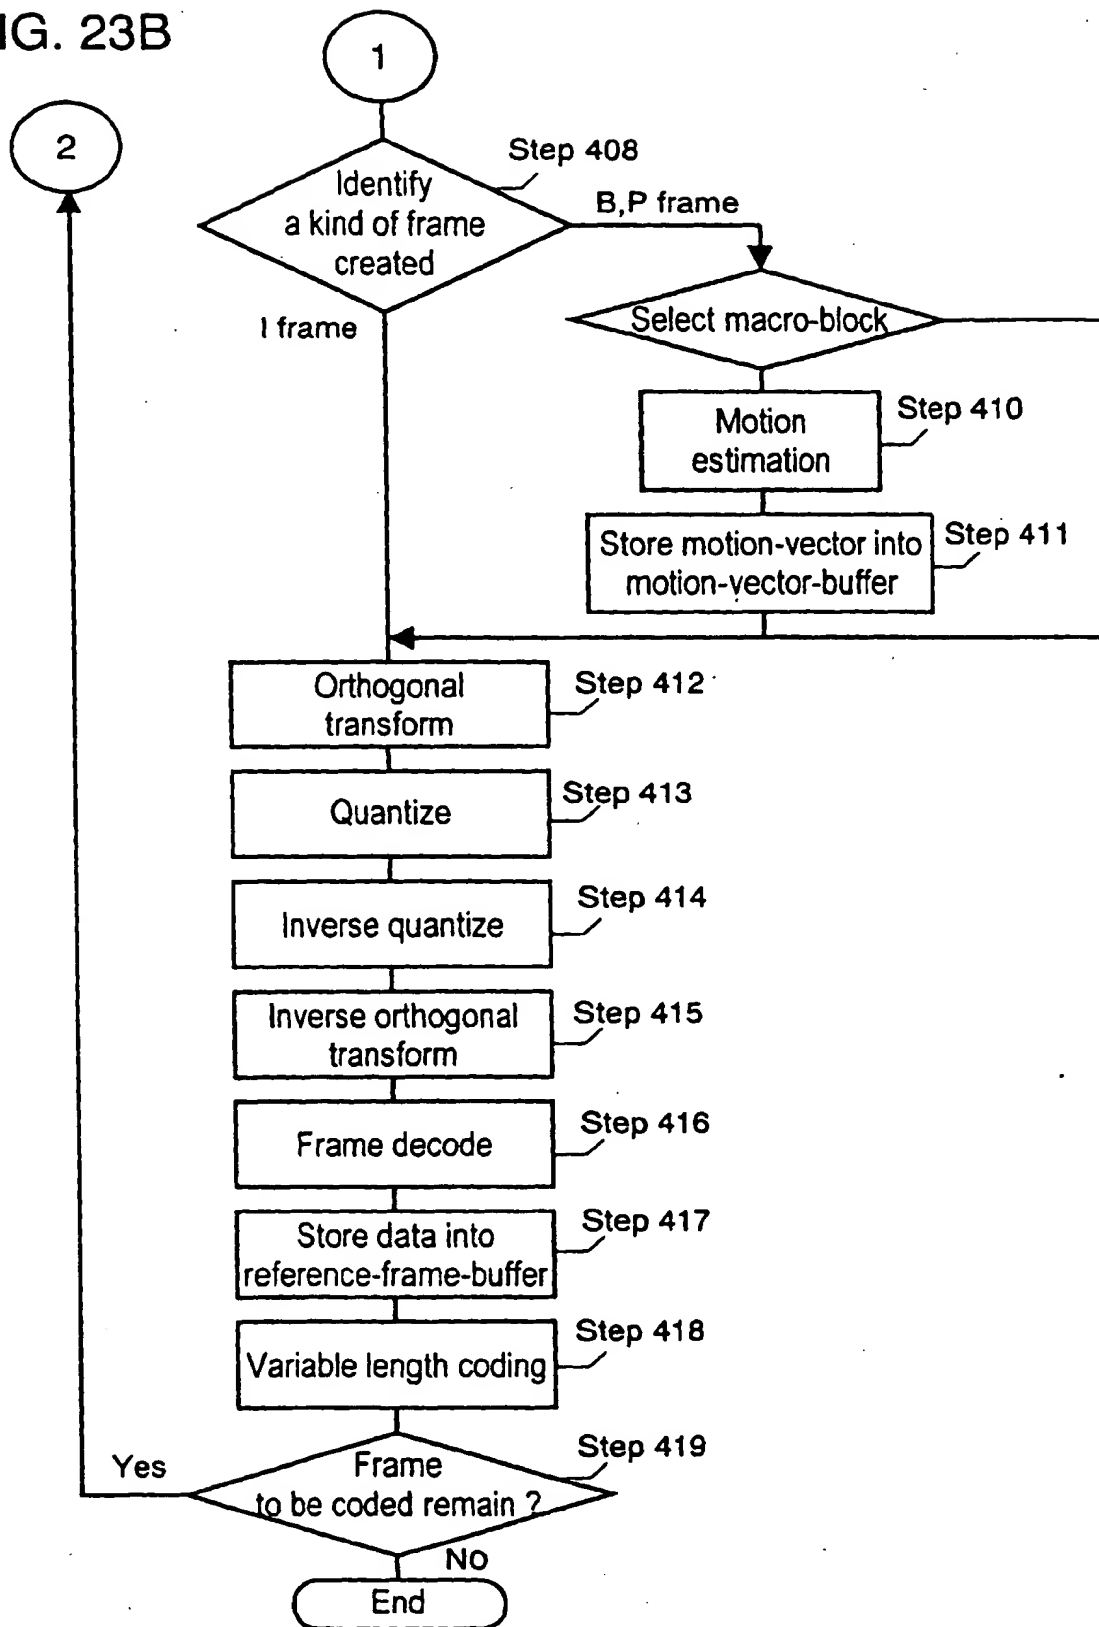 IG. 23B
1
2
Step 408
Identify
a kind of frame
created
B,P frame
I frame
Select macro-block
Motion
estimation
Step 410
Store motion-vector into
motion-vector-buffer
Step 411
Orthogonal
transform
Step 412
Quantize
Step 413
Inverse quantize
Step 414
Inverse orthogonal
transform
Step 415
Frame decode
Step 416
Store data into
reference-frame-buffer
Step 417
Variable length coding
Step 418
Frame
to be coded remain ?
Step 419
Yes
No
End